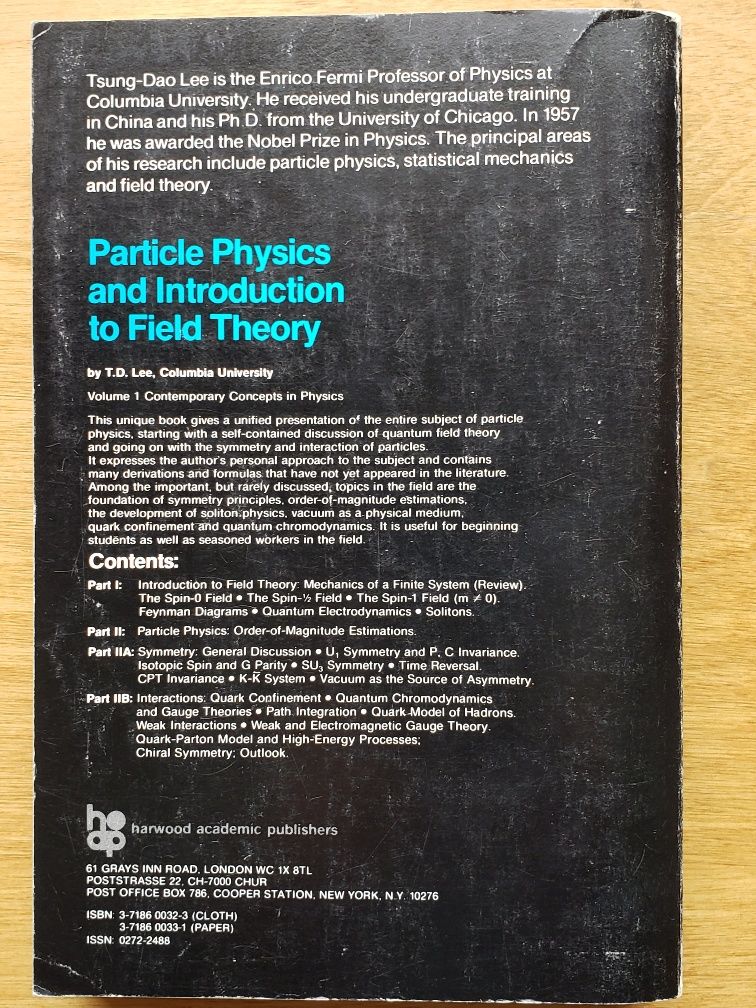 Tsung-Dao Lee is the Enrico Fermi Professor of Physics at
Columbia University. He received his undergraduate training
in China and his Ph.D. from the University of Chicago. In 1957
he was awarded the Nobel Prize in Physics. The principal areas
of his research include particle physics, statistical mechanics
and field theory.
Particle Physics
and Introduction
to Field Theory
by T.D. Lee, Columbia University
Volume 1 Contemporary Concepts in Physics
This unique book gives a unified presentation of the entire subject of particle
physics, starting with a self-contained discussion of quantum field theory
and going on with the symmetry and interaction of particles.
It expresses the author's personal approach to the subject and contains
many derivations and formulas that have not yet appeared in the literature.
Among the important, but rarely discussed, topics in the field are the
foundation of symmetry principles, order-of-magnitude estimations,
the development of soliton physics, vacuum as a physical medium,
quark confinement and quantum chromodynamics. It is useful for beginning
students as well as seasoned workers in the field.
Contents:
Part I: Introduction to Field Theory: Mechanics of a Finite System (Review).
The Spin-0 Field • The Spin-½ Field • The Spin-1 Field (m ≠ 0).
Feynman Diagrams • Quantum Electrodynamics • Solitons.
Part II: Particle Physics: Order-of-Magnitude Estimations.
Part IIA: Symmetry: General Discussion • U₁ Symmetry and P, C Invariance.
Isotopic Spin and G Parity • SU₃ Symmetry • Time Reversal.
CPT Invariance • K-K̄ System • Vacuum as the Source of Asymmetry.
Part IIB: Interactions: Quark Confinement • Quantum Chromodynamics
and Gauge Theories • Path Integration • Quark Model of Hadrons.
Weak Interactions • Weak and Electromagnetic Gauge Theory.
Quark-Parton Model and High-Energy Processes;
Chiral Symmetry; Outlook.
hap
harwood academic publishers
61 GRAYS INN ROAD, LONDON WC 1X 8TL
POSTSTRASSE 22, CH-7000 CHUR
POST OFFICE BOX 786, COOPER STATION, NEW YORK, N.Y. 10276
ISBN: 3-7186 0032-3 (CLOTH)
3-7186 0033-1 (PAPER)
ISSN: 0272-2488